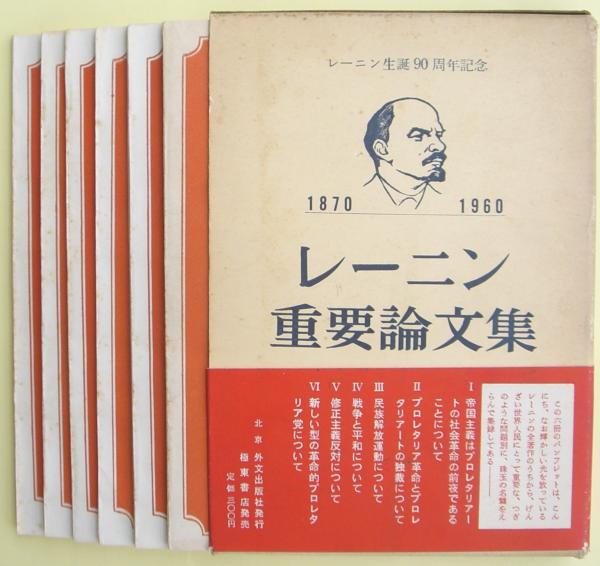 レーニン生誕90周年記念
1870 1960
レーニン
重要論文集
この六冊のパンフレットは、こん
にち、なお輝かしい光を放っている
レーニンの全著作のうちから、げん
ざい世界人民にとって重要な、つぎ
のような問題別に、珠玉の名篇をえ
らんで集録してある――
Ⅰ 帝国主義はプロレタリアー
トの社会革命の前夜である
ことについて
Ⅱ プロレタリア革命とプロレ
タリアートの独裁について
Ⅲ 民族解放運動について
Ⅳ 戦争と平和について
Ⅴ 修正主義反対について
Ⅵ 新しい型の革命的プロレタ
リア党について
北京 外文出版社発行
極東書店発売
定価 三〇〇円